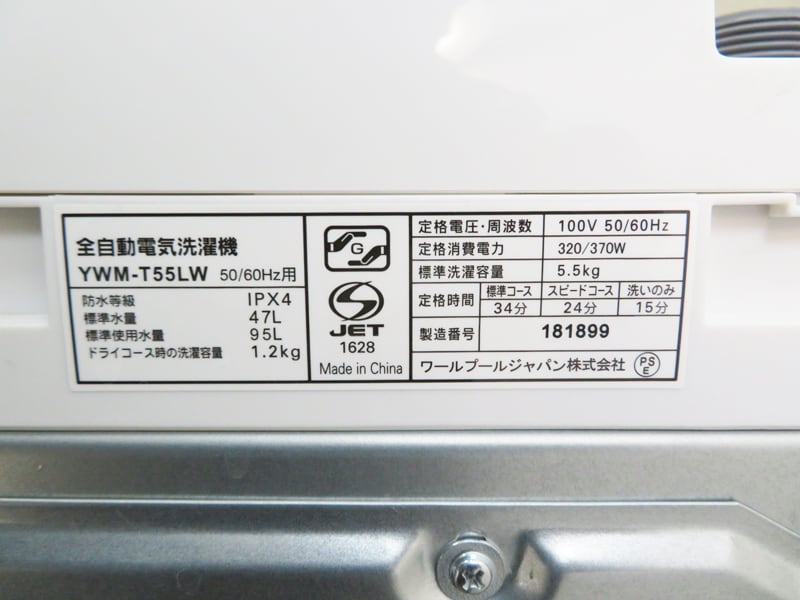 全自動電気洗濯機
YWM-T55LW 50/60Hz用
防水等級 IPX4
標準水量 47L
標準使用水量 95L
ドライコース時の洗濯容量 1.2kg
G
JET
1628
Made in China
定格電圧・周波数 100V 50/60Hz
定格消費電力 320/370W
標準洗濯容量 5.5kg
定格時間 標準コース スピードコース 洗いのみ
34分 24分 15分
製造番号 181899
ワールプールジャパン株式会社 PS
E